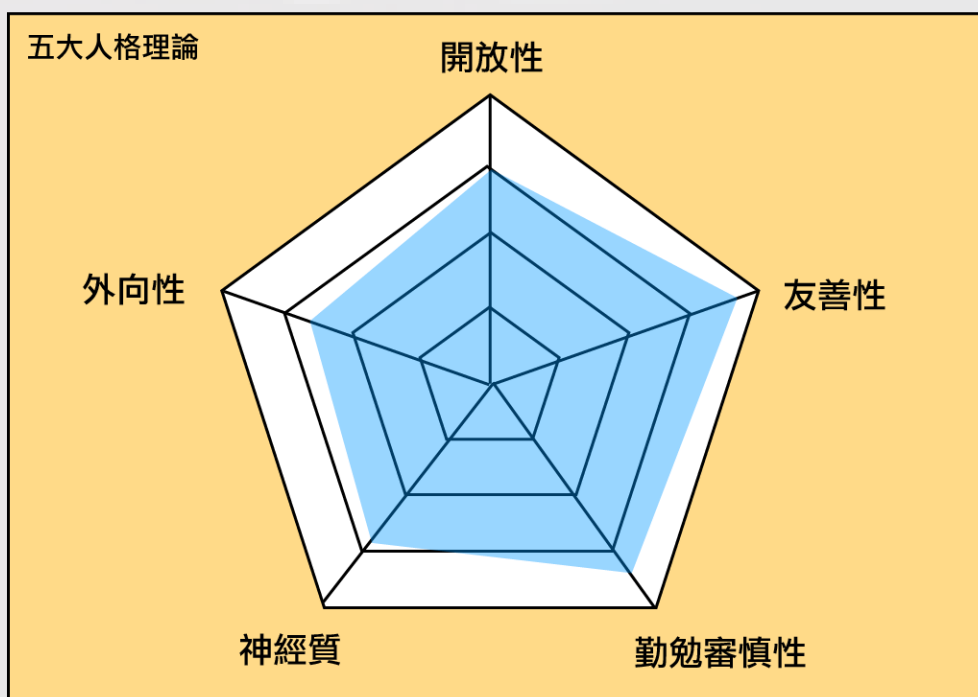 五大人格理論
開放性
外向性
友善性
神經質
勤勉審慎性